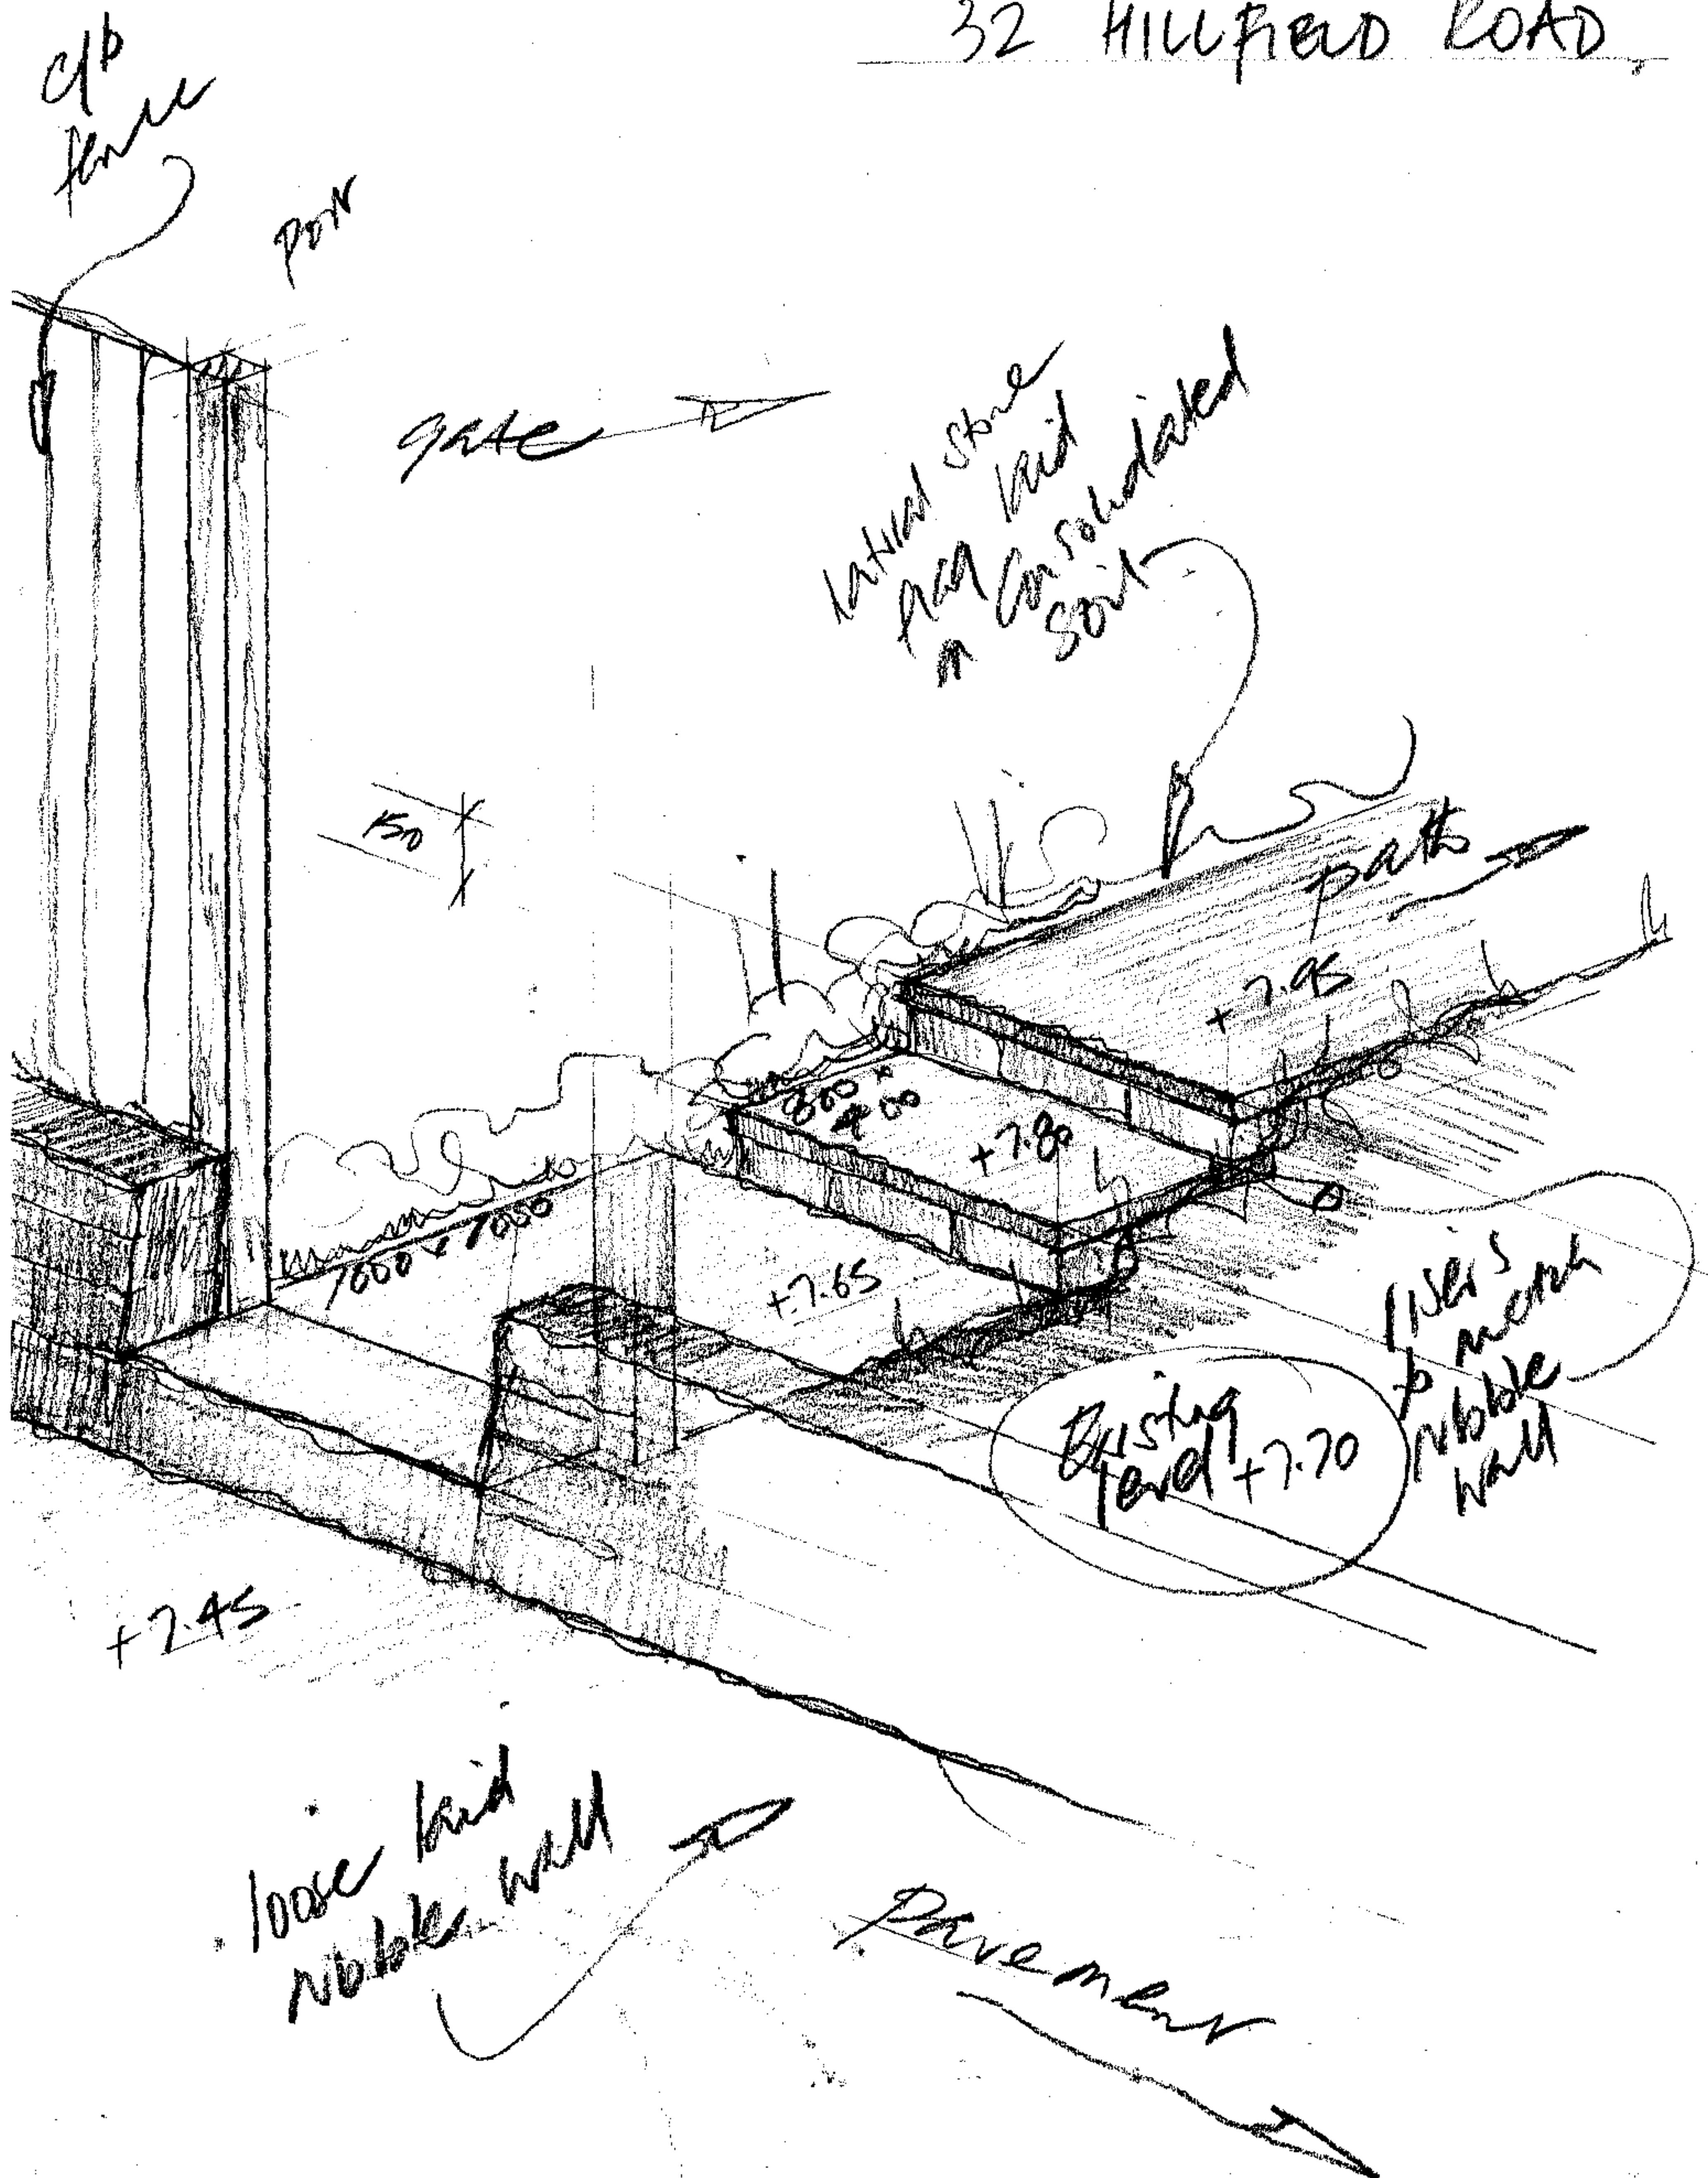 32 HILLFIELD ROAD
c/b
fence
post
gate
natural stone
flag laid
on consolidated
soil
150
path
+7.95
800 x
400
+7.80
1000 x 1000
+7.65
risers
to match
rubble
wall
Existing
level +7.70
+7.45
loose laid
rubble wall
pavement